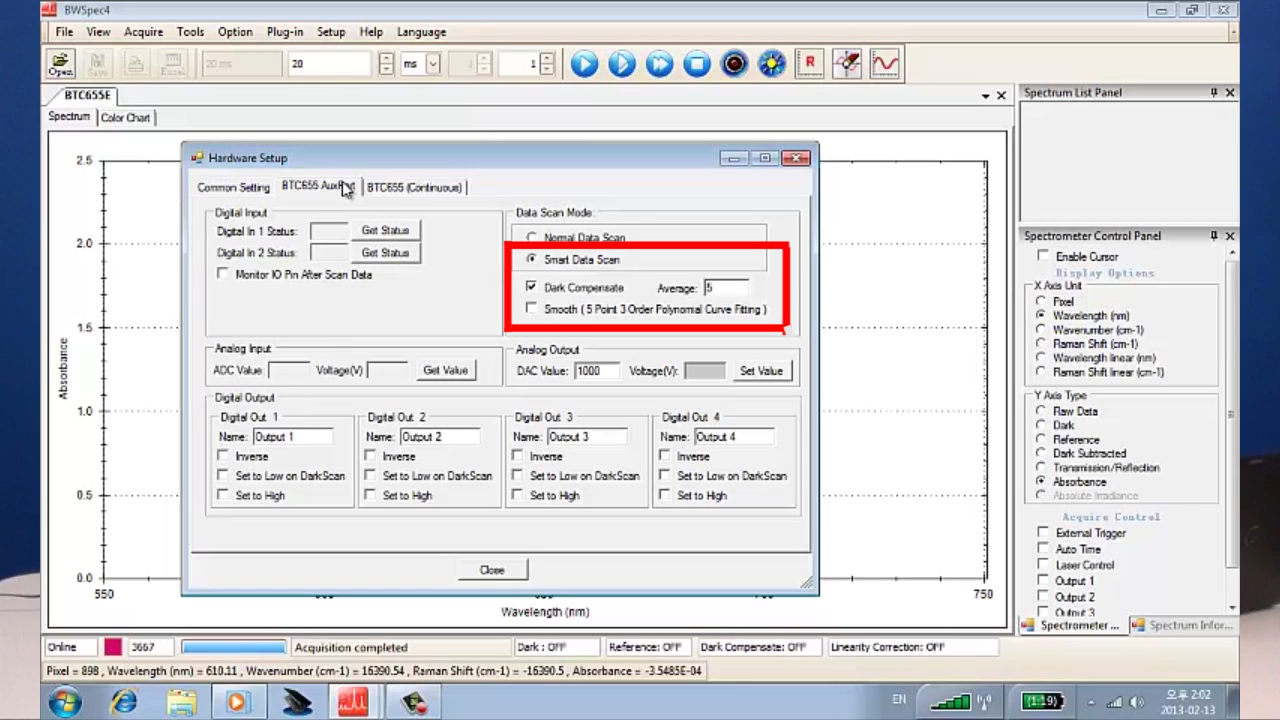 BWSpec4
File View Acquire Tools Option Plug-in Setup Help Language
Open Save Excel 20 ms 20 ms 1 1 R
BTC655E
Spectrum Color Chart
2.5
2.0
1.5
1.0
0.5
0.0
Absorbance
550 750
Wavelength (nm)
Hardware Setup
Common Setting BTC655 BTC655 (Continuous)
Digital Input
Digital In 1 Status: Get Status
Digital In 2 Status: Get Status
Monitor IO Pin After Scan Data
Data Scan Mode:
Normal Data Scan
Smart Data Scan
Dark Compensate Average: 5
Smooth ( 5 Point 3 Order Polynomial Curve Fitting )
Analog Input
ADC Value: Voltage(V) Get Value
Analog Output
DAC Value: 1000 Voltage(V): Set Value
Digital Output
Digital Out 1
Name: Output 1
Inverse
Set to Low on DarkScan
Set to High
Digital Out 2
Name: Output 2
Inverse
Set to Low on DarkScan
Set to High
Digital Out 3
Name: Output 3
Inverse
Set to Low on DarkScan
Set to High
Digital Out 4
Name: Output 4
Inverse
Set to Low on DarkScan
Set to High
Close
Spectrum List Panel
Spectrometer Control Panel
Enable Cursor
Display Options
X Axis Unit
Pixel
Wavelength (nm)
Wavenumber (cm-1)
Raman Shift (cm-1)
Wavelength linear (nm)
Raman Shift linear (cm-1)
Y Axis Type
Raw Data
Dark
Reference
Dark Subtracted
Transmission/Reflection
Absorbance
Absolute Irradiance
Acquire Control
External Trigger
Auto Time
Laser Control
Output 1
Output 2
Output 3
Spectrometer ... Spectrum Infor...
Online 3667 Acquisition completed Dark : OFF Reference: OFF Dark Compensate: OFF Linearity Correction: OFF
Pixel = 898, Wavelength (nm) = 610.11, Wavenumber (cm-1) = 16390.54, Raman Shift (cm-1) = -16390.5, Absorbance = -3.5485E-04
EN (1:19) 오후 2:02
2013-02-13